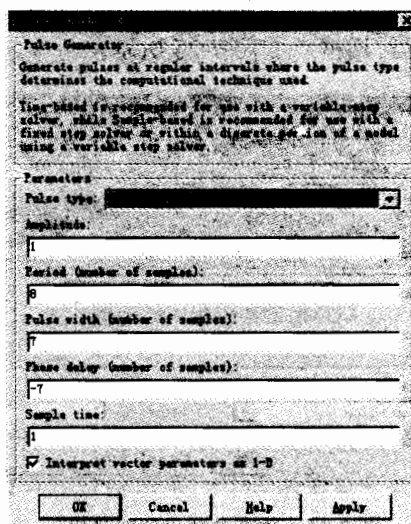 Pulse Generator
Generate pulses at regular intervals where the pulse type
determines the computational technique used.
Time-based is recommended for use with a variable-step
solver, while Sample-based is recommended for use with a
fixed step solver or within a discrete portion of a model
using a variable step solver.
Parameters
Pulse type:
Amplitude:
1
Period (number of samples):
8
Pulse width (number of samples):
7
Phase delay (number of samples):
-7
Sample time:
1
Interpret vector parameters as 1-D
OK Cancel Help Apply